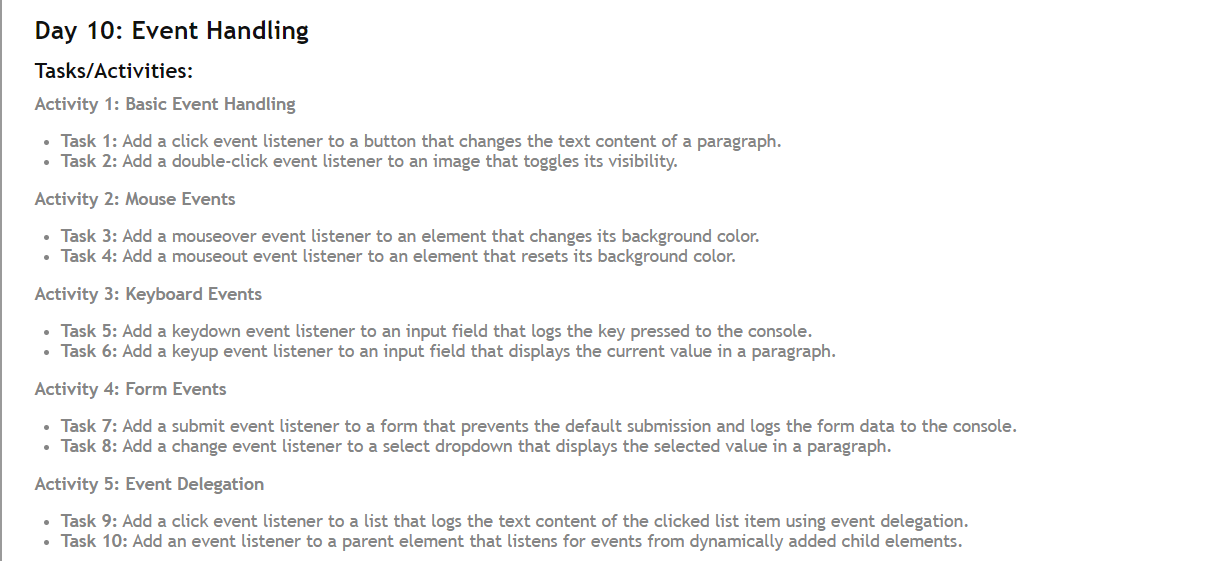 Day 10: Event Handling
Tasks/Activities:
Activity 1: Basic Event Handling
• Task 1: Add a click event listener to a button that changes the text content of a paragraph.
• Task 2: Add a double-click event listener to an image that toggles its visibility.
Activity 2: Mouse Events
• Task 3: Add a mouseover event listener to an element that changes its background color.
• Task 4: Add a mouseout event listener to an element that resets its background color.
Activity 3: Keyboard Events
• Task 5: Add a keydown event listener to an input field that logs the key pressed to the console.
• Task 6: Add a keyup event listener to an input field that displays the current value in a paragraph.
Activity 4: Form Events
• Task 7: Add a submit event listener to a form that prevents the default submission and logs the form data to the console.
• Task 8: Add a change event listener to a select dropdown that displays the selected value in a paragraph.
Activity 5: Event Delegation
• Task 9: Add a click event listener to a list that logs the text content of the clicked list item using event delegation.
• Task 10: Add an event listener to a parent element that listens for events from dynamically added child elements.